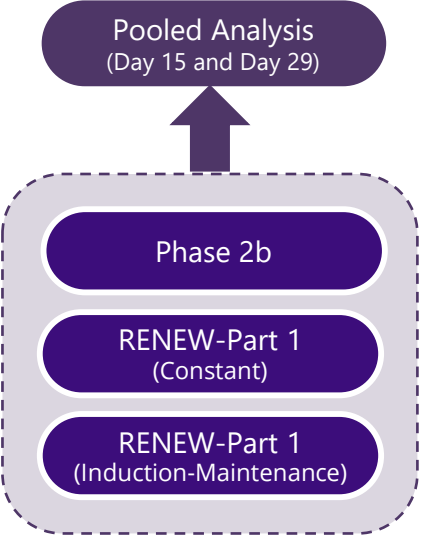 Pooled Analysis
(Day 15 and Day 29)
Phase 2b
RENEW-Part 1
(Constant)
RENEW-Part 1
(Induction-Maintenance)